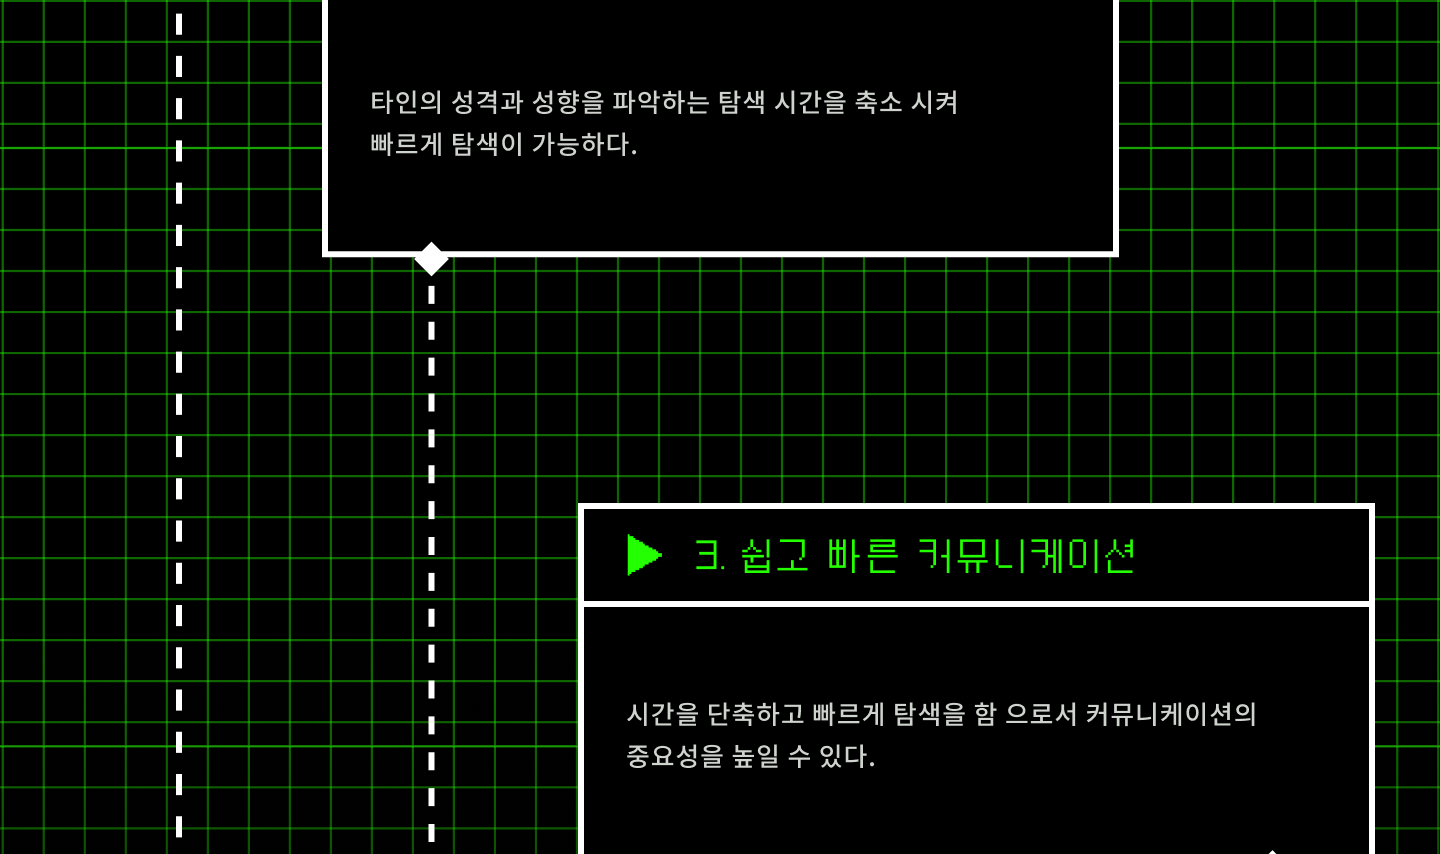 타인의 성격과 성향을 파악하는 탐색 시간을 축소 시켜
빠르게 탐색이 가능하다.
3. 쉽고 빠른 커뮤니케이션
시간을 단축하고 빠르게 탐색을 함 으로서 커뮤니케이션의
중요성을 높일 수 있다.